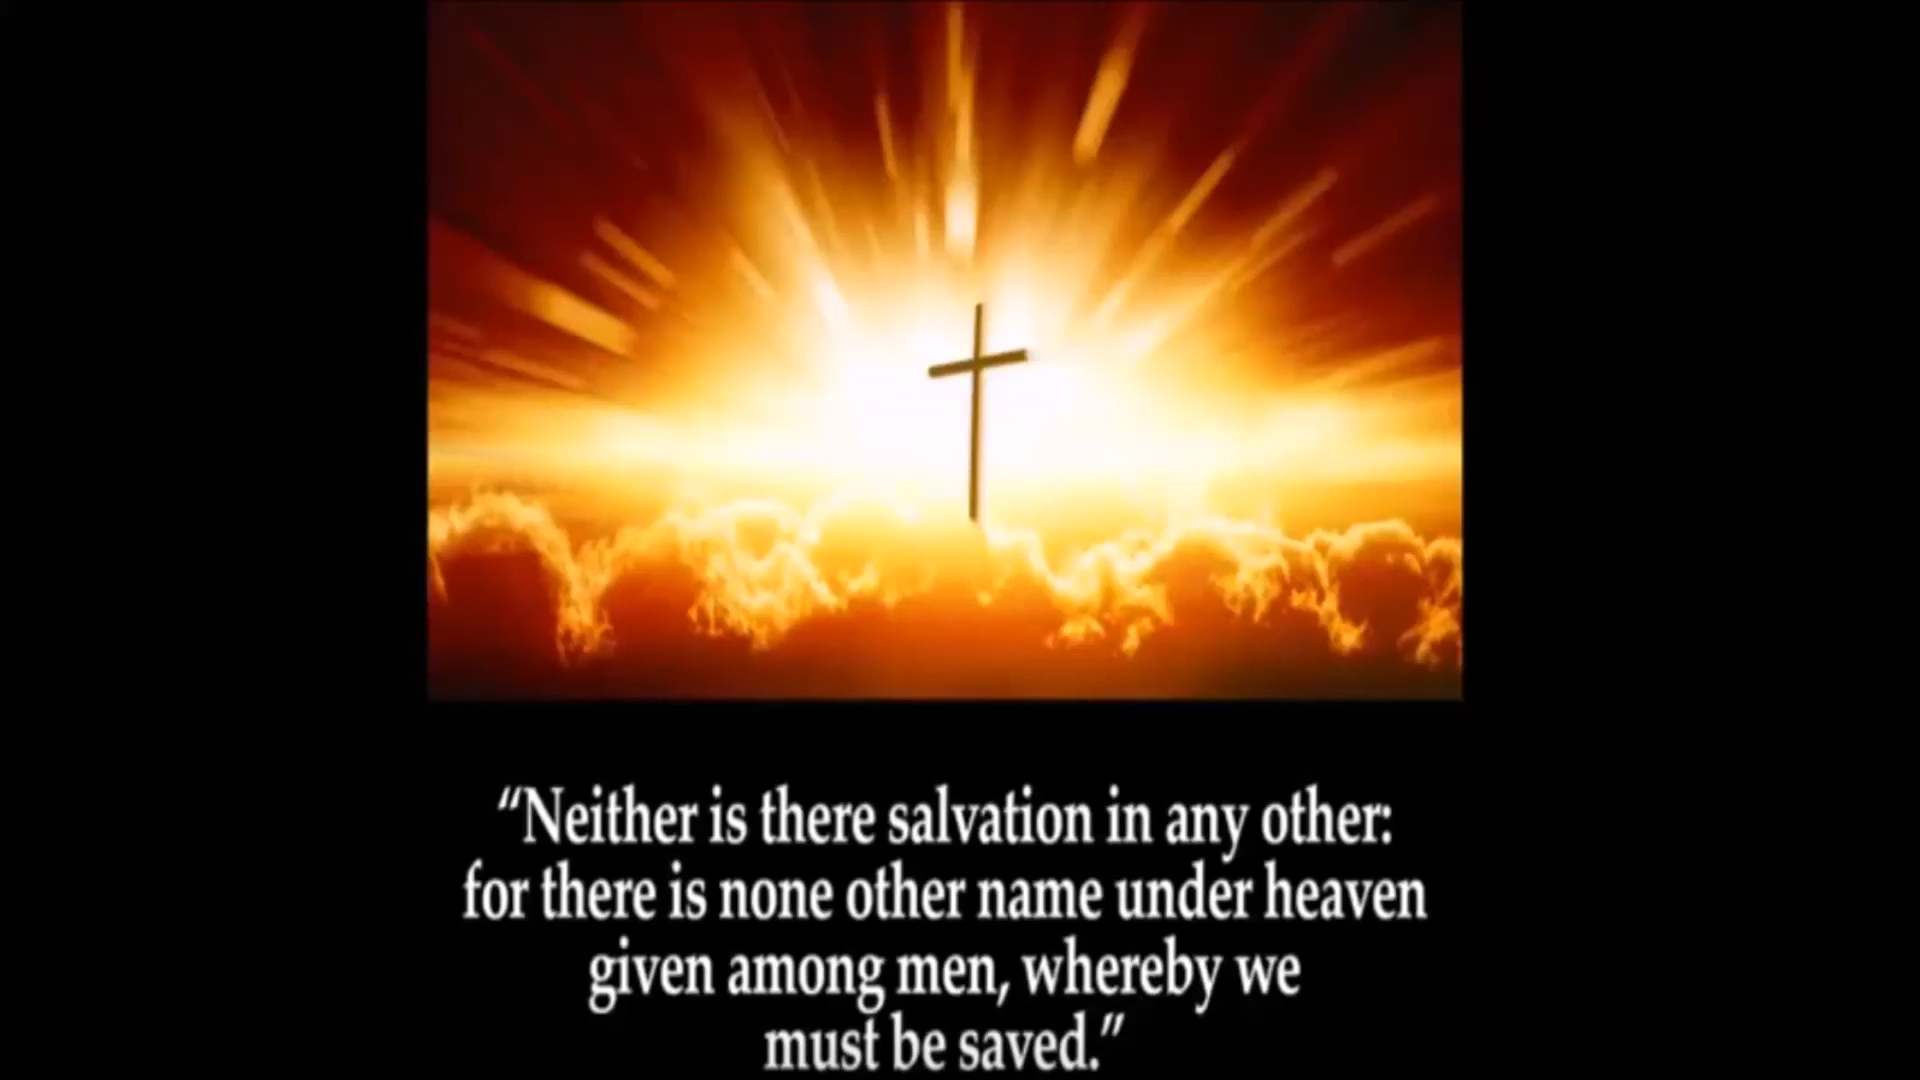 “Neither is there salvation in any other:
for there is none other name under heaven
given among men, whereby we
must be saved.”